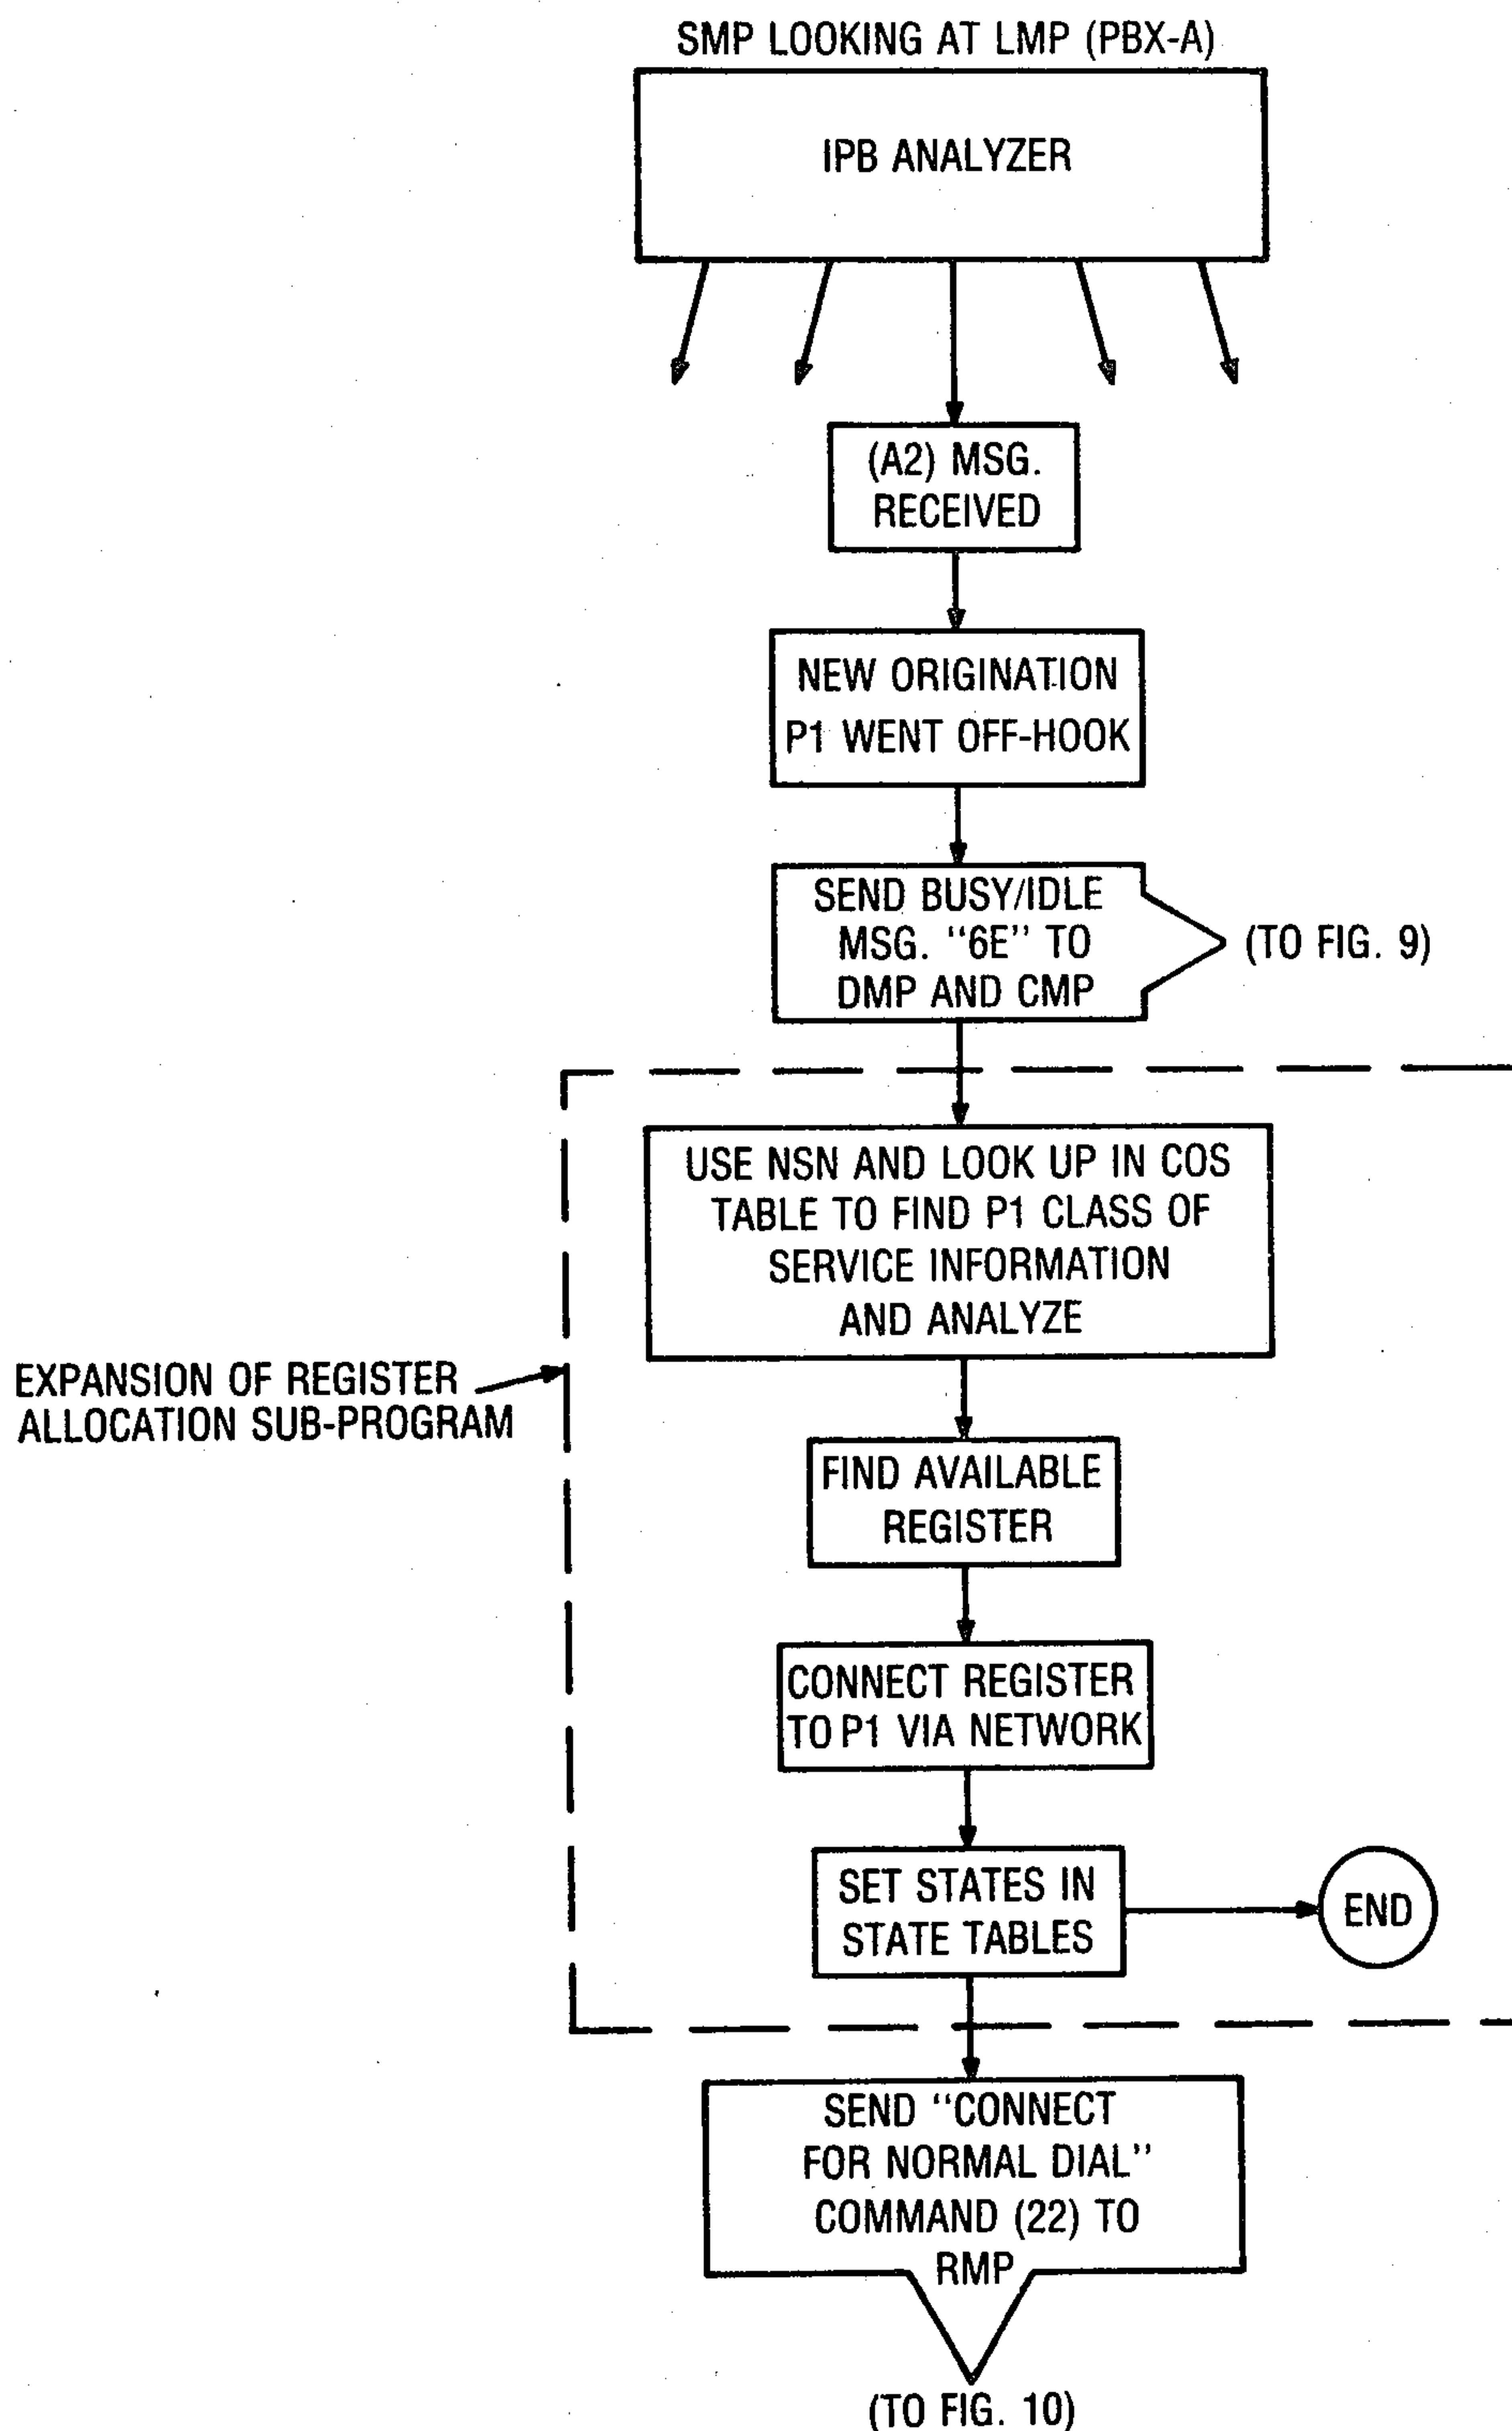 SMP LOOKING AT LMP (PBX-A)
IPB ANALYZER
(A2) MSG.
RECEIVED
NEW ORIGINATION
P1 WENT OFF-HOOK
SEND BUSY/IDLE
MSG. "6E" TO
DMP AND CMP
(TO FIG. 9)
USE NSN AND LOOK UP IN COS
TABLE TO FIND P1 CLASS OF
SERVICE INFORMATION
AND ANALYZE
EXPANSION OF REGISTER
ALLOCATION SUB-PROGRAM
FIND AVAILABLE
REGISTER
CONNECT REGISTER
TO P1 VIA NETWORK
SET STATES IN
STATE TABLES
END
SEND "CONNECT
FOR NORMAL DIAL"
COMMAND (22) TO
RMP
(TO FIG. 10)